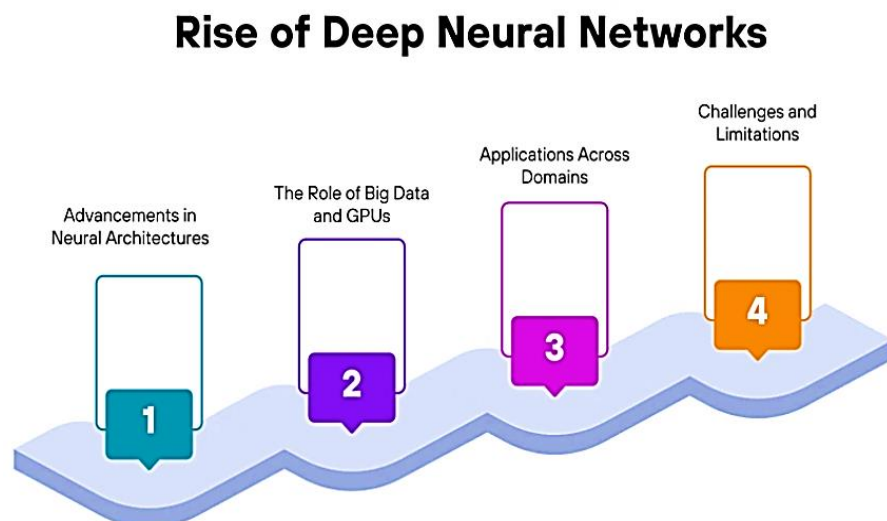 Rise of Deep Neural Networks
Advancements in
Neural Architectures
1
The Role of Big Data
and GPUs
2
Applications Across
Domains
3
Challenges and
Limitations
4